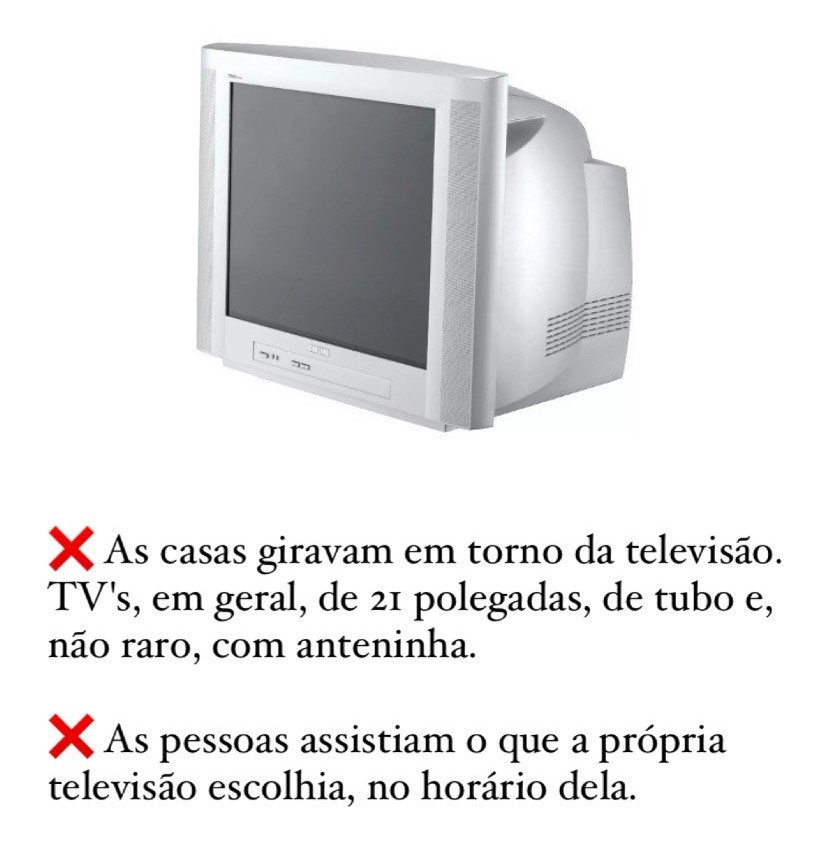 ❌ As casas giravam em torno da televisão.
TV's, em geral, de 21 polegadas, de tubo e,
não raro, com anteninha.
❌ As pessoas assistiam o que a própria
televisão escolhia, no horário dela.